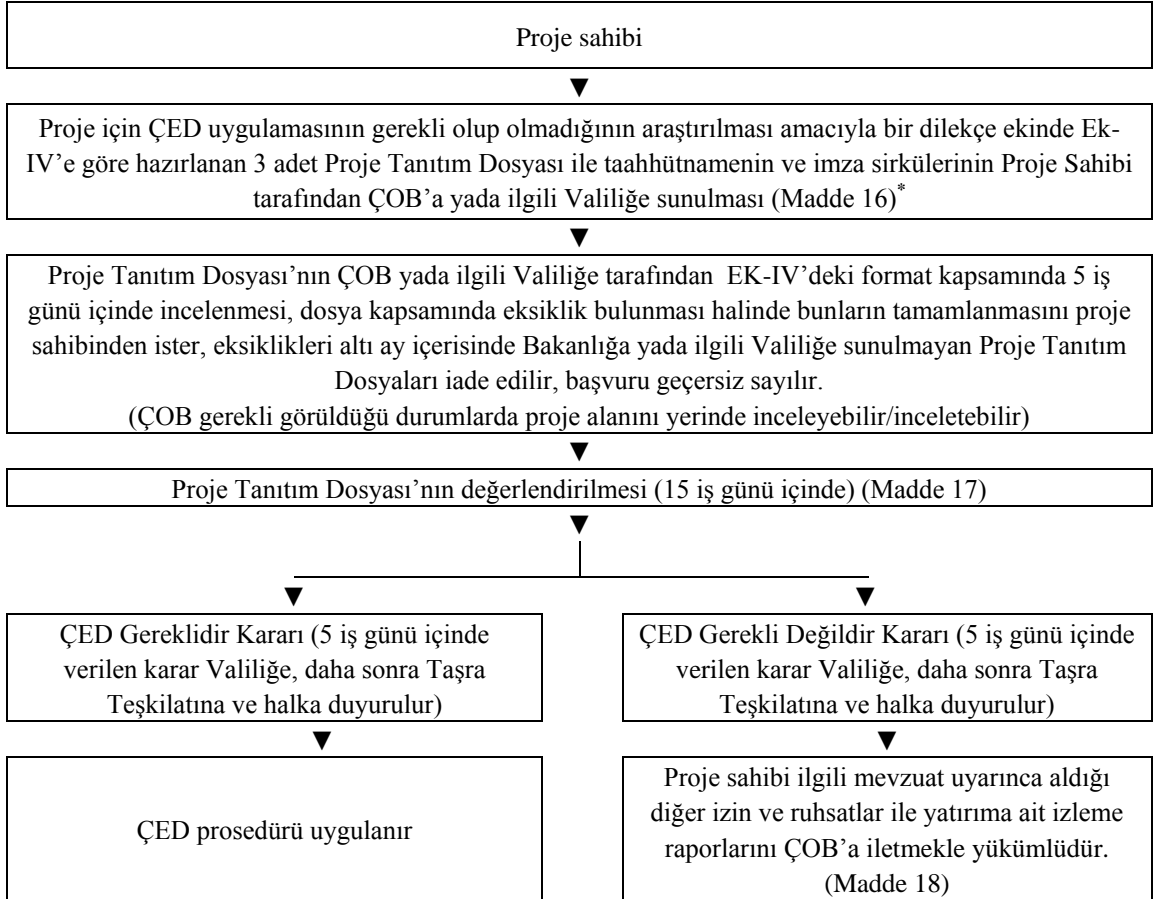 Proje sahibi
▼
Proje için ÇED uygulamasının gerekli olup olmadığının araştırılması amacıyla bir dilekçe ekinde Ek-
IV’e göre hazırlanan 3 adet Proje Tanıtım Dosyası ile taahhütnamenin ve imza sirkülerinin Proje Sahibi
tarafından ÇOB’a yada ilgili Valiliğe sunulması (Madde 16)*
▼
Proje Tanıtım Dosyası’nın ÇOB yada ilgili Valiliğe tarafından EK-IV’deki format kapsamında 5 iş
günü içinde incelenmesi, dosya kapsamında eksiklik bulunması halinde bunların tamamlanmasını proje
sahibinden ister, eksiklikleri altı ay içerisinde Bakanlığa yada ilgili Valiliğe sunulmayan Proje Tanıtım
Dosyaları iade edilir, başvuru geçersiz sayılır.
(ÇOB gerekli görüldüğü durumlarda proje alanını yerinde inceleyebilir/inceletebilir)
▼
Proje Tanıtım Dosyası’nın değerlendirilmesi (15 iş günü içinde) (Madde 17)
▼
▼
ÇED Gereklidir Kararı (5 iş günü içinde
verilen karar Valiliğe, daha sonra Taşra
Teşkilatına ve halka duyurulur)
▼
ÇED prosedürü uygulanır
▼
ÇED Gerekli Değildir Kararı (5 iş günü içinde
verilen karar Valiliğe, daha sonra Taşra
Teşkilatına ve halka duyurulur)
▼
Proje sahibi ilgili mevzuat uyarınca aldığı
diğer izin ve ruhsatlar ile yatırıma ait izleme
raporlarını ÇOB’a iletmekle yükümlüdür.
(Madde 18)